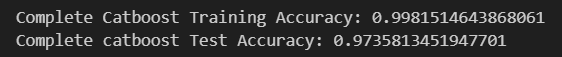 Complete Catboost Training Accuracy: 0.9981514643868061
Complete catboost Test Accuracy: 0.9735813451947701